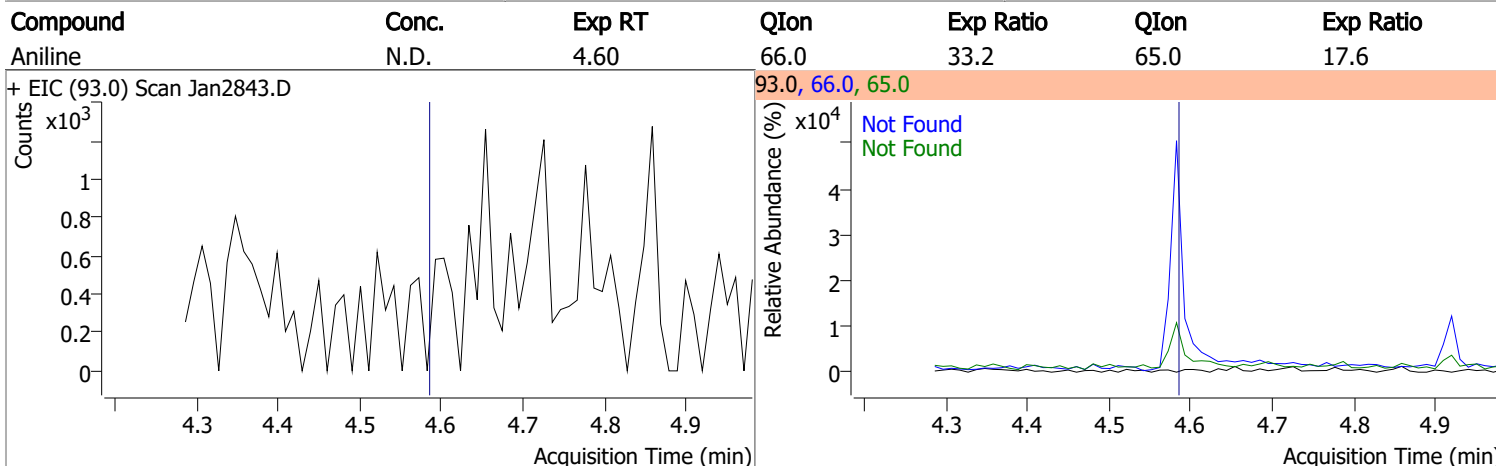 Compound Conc. Exp RT QIon Exp Ratio QIon Exp Ratio
Aniline N.D. 4.60 66.0 33.2 65.0 17.6
+ EIC (93.0) Scan Jan2843.D
Counts
x10³
1
0.8
0.6
0.4
0.2
0
4.3 4.4 4.5 4.6 4.7 4.8 4.9
Acquisition Time (min)
93.0, 66.0, 65.0
Relative Abundance (%)
x10⁴
Not Found
Not Found
4
3
2
1
0
4.3 4.4 4.5 4.6 4.7 4.8 4.9
Acquisition Time (min)